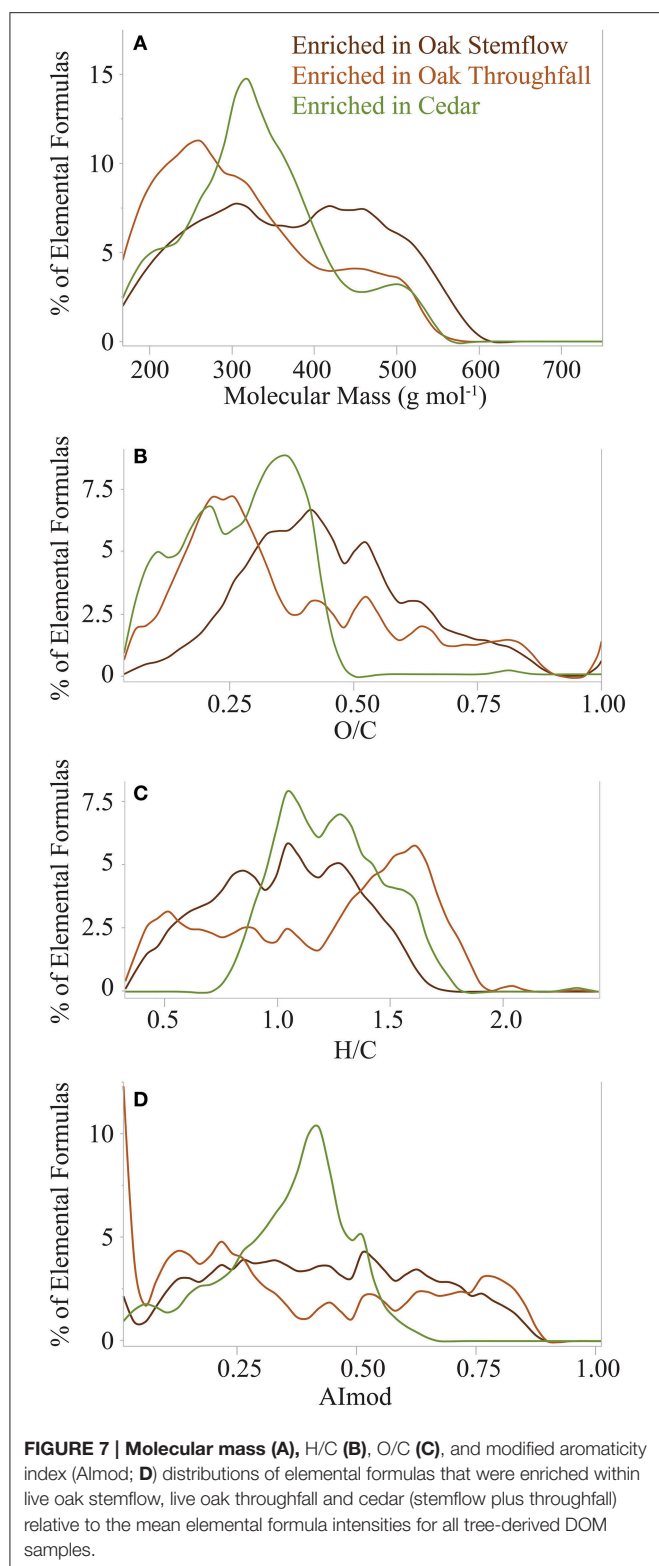 A
Enriched in Oak Stemflow
Enriched in Oak Throughfall
Enriched in Cedar
% of Elemental Formulas
15
10
5
0
200 300 400 500 600 700
Molecular Mass (g mol⁻¹)
B
% of Elemental Formulas
7.5
5
2.5
0
0.25 0.50 0.75 1.00
O/C
C
% of Elemental Formulas
7.5
5
2.5
0
0.5 1.0 1.5 2.0
H/C
D
% of Elemental Formulas
10
5
0
0.25 0.50 0.75 1.00
AImod
FIGURE 7 | Molecular mass (A), H/C (B), O/C (C), and modified aromaticity
index (AImod; D) distributions of elemental formulas that were enriched within
live oak stemflow, live oak throughfall and cedar (stemflow plus throughfall)
relative to the mean elemental formula intensities for all tree-derived DOM
samples.